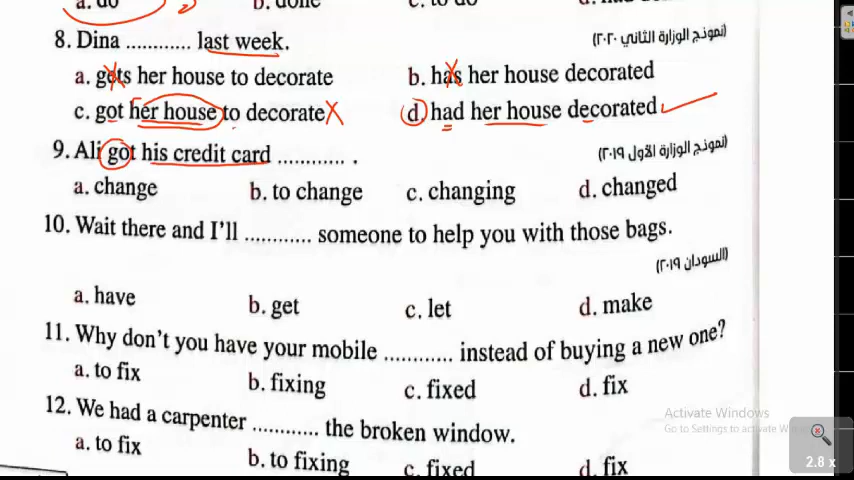 a. do b. done c. to do
8. Dina ............ last week. (نموذج الوزارة الثاني ٢٠٢٠)
a. gets her house to decorate b. has her house decorated
c. got her house to decorate d. had her house decorated
9. Ali got his credit card ............. . (نموذج الوزارة الأول ٢٠١٩)
a. change b. to change c. changing d. changed
10. Wait there and I'll ............ someone to help you with those bags.
(السودان ٢٠١٩)
a. have b. get c. let d. make
11. Why don't you have your mobile ............ instead of buying a new one?
a. to fix b. fixing c. fixed d. fix
12. We had a carpenter ............ the broken window.
a. to fix b. to fixing c. fixed d. fix
Activate Windows
Go to Settings to activate
2.8 x